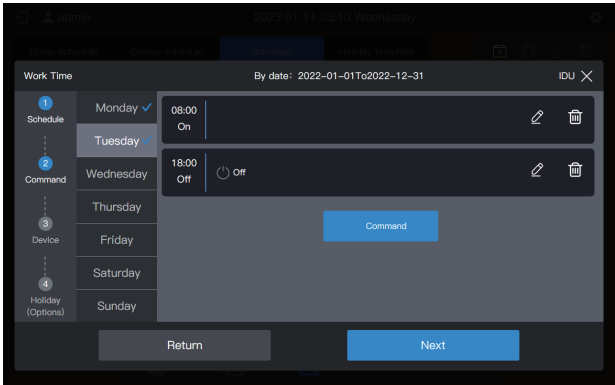 admin
2023-01-11 03:10 Wednesday
Today schedule
Device schedule
Schedule
Holiday template
Work Time
By date: 2022-01-01To2022-12-31
IDU
1
Schedule
2
Command
3
Device
4
Holiday
(Options)
Monday
Tuesday
Wednesday
Thursday
Friday
Saturday
Sunday
08:00
On
18:00
Off
Off
Command
Return
Next